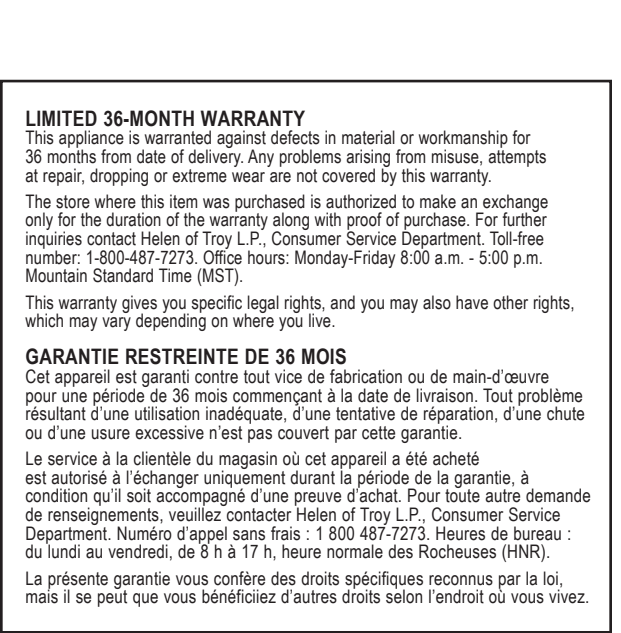 LIMITED 36-MONTH WARRANTY
This appliance is warranted against defects in material or workmanship for
36 months from date of delivery. Any problems arising from misuse, attempts
at repair, dropping or extreme wear are not covered by this warranty.
The store where this item was purchased is authorized to make an exchange
only for the duration of the warranty along with proof of purchase. For further
inquiries contact Helen of Troy L.P., Consumer Service Department. Toll-free
number: 1-800-487-7273. Office hours: Monday-Friday 8:00 a.m. - 5:00 p.m.
Mountain Standard Time (MST).
This warranty gives you specific legal rights, and you may also have other rights,
which may vary depending on where you live.
GARANTIE RESTREINTE DE 36 MOIS
Cet appareil est garanti contre tout vice de fabrication ou de main-d’œuvre
pour une période de 36 mois commençant à la date de livraison. Tout problème
résultant d’une utilisation inadéquate, d’une tentative de réparation, d’une chute
ou d’une usure excessive n’est pas couvert par cette garantie.
Le service à la clientèle du magasin où cet appareil a été acheté
est autorisé à l’échanger uniquement durant la période de la garantie, à
condition qu’il soit accompagné d’une preuve d’achat. Pour toute autre demande
de renseignements, veuillez contacter Helen of Troy L.P., Consumer Service
Department. Numéro d’appel sans frais : 1 800 487-7273. Heures de bureau :
du lundi au vendredi, de 8 h à 17 h, heure normale des Rocheuses (HNR).
La présente garantie vous confère des droits spécifiques reconnus par la loi,
mais il se peut que vous bénéficiiez d’autres droits selon l’endroit où vous vivez.